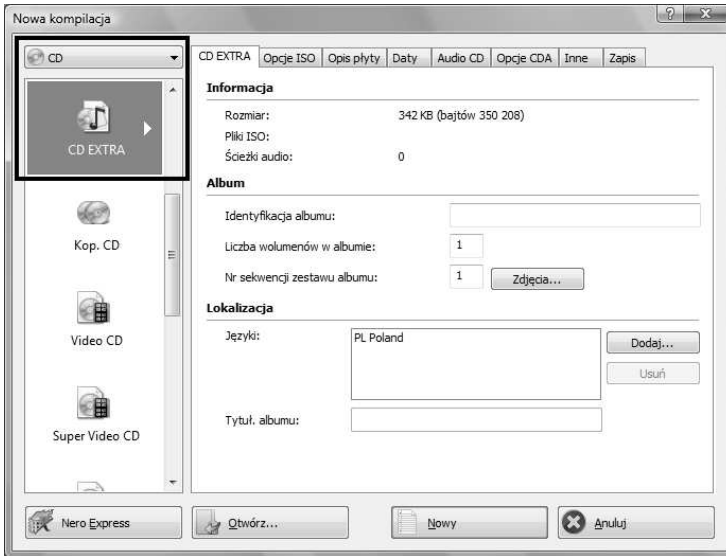 Nowa kompilacja
CD
CD EXTRA
Kop. CD
Video CD
Super Video CD
CD EXTRA Opcje ISO Opis płyty Daty Audio CD Opcje CDA Inne Zapis
Informacja
Rozmiar: 342 KB (bajtów 350 208)
Pliki ISO:
Ścieżki audio: 0
Album
Identyfikacja albumu:
Liczba wolumenów w albumie: 1
Nr sekwencji zestawu albumu: 1 Zdjęcia...
Lokalizacja
Języki: PL Poland Dodaj...
Usuń
Tytuł. albumu:
Nero Express Otwórz... Nowy Anuluj